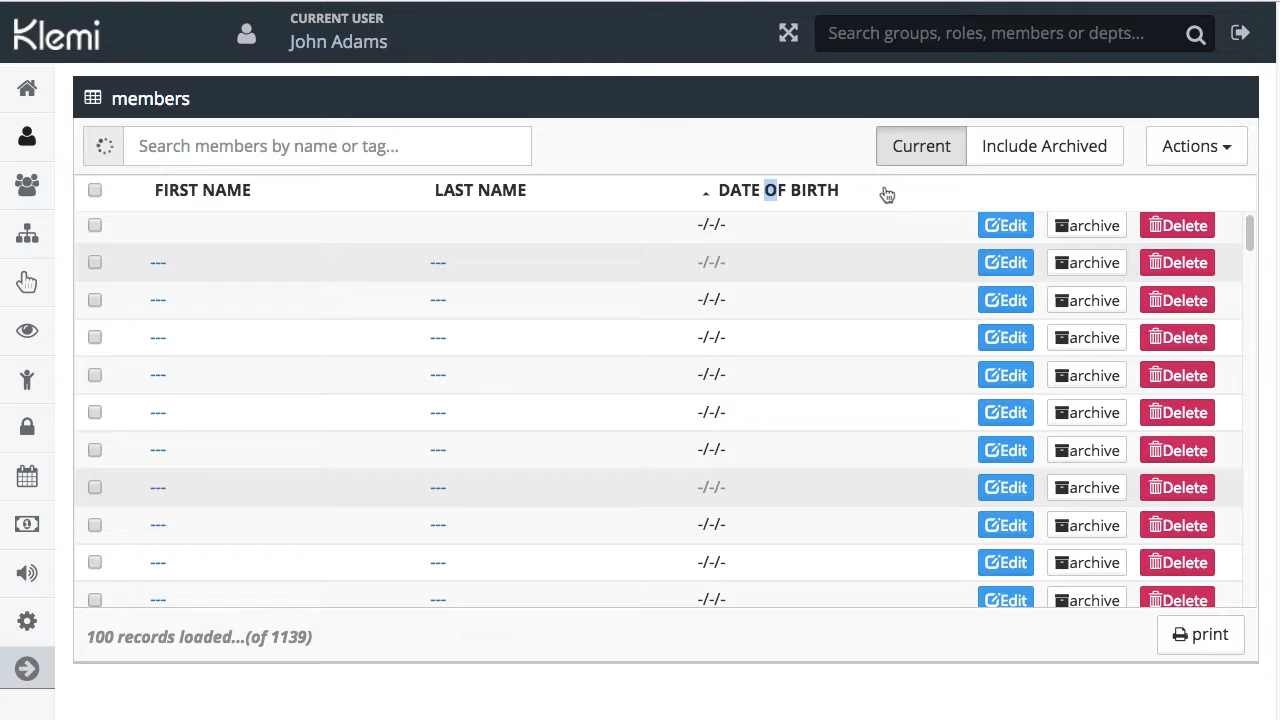 Klemi
CURRENT USER
John Adams
Search groups, roles, members or depts...
members
Search members by name or tag...
Current
Include Archived
Actions
FIRST NAME LAST NAME DATE OF BIRTH
-/-/- Edit archive Delete
--- --- -/-/- Edit archive Delete
--- --- -/-/- Edit archive Delete
--- --- -/-/- Edit archive Delete
--- --- -/-/- Edit archive Delete
--- --- -/-/- Edit archive Delete
--- --- -/-/- Edit archive Delete
--- --- -/-/- Edit archive Delete
--- --- -/-/- Edit archive Delete
--- --- -/-/- Edit archive Delete
--- --- -/-/- Edit archive Delete
100 records loaded...(of 1139)
print